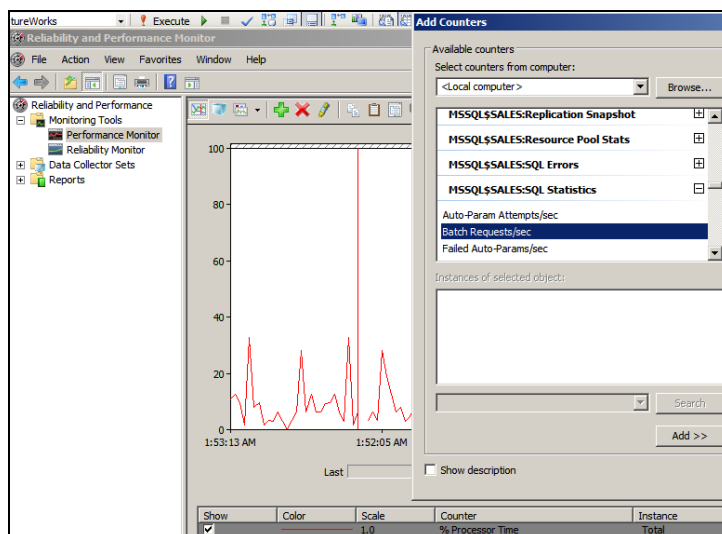 tureWorks
Execute
Reliability and Performance Monitor
File Action View Favorites Window Help
Reliability and Performance
Monitoring Tools
Performance Monitor
Reliability Monitor
Data Collector Sets
Reports
100
80
60
40
20
0
1:53:13 AM 1:52:05 AM
Last
Show Color Scale Counter Instance
1.0 % Processor Time _Total
Add Counters
Available counters
Select counters from computer:
<Local computer>
Browse...
MSSQL$SALES:Replication Snapshot
MSSQL$SALES:Resource Pool Stats
MSSQL$SALES:SQL Errors
MSSQL$SALES:SQL Statistics
Auto-Param Attempts/sec
Batch Requests/sec
Failed Auto-Params/sec
Instances of selected object:
Search
Add >>
Show description